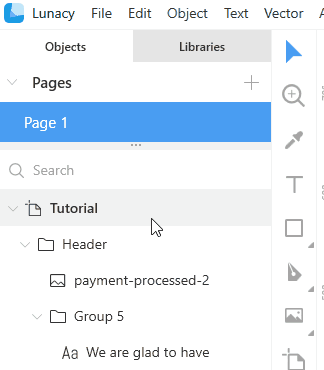 Lunacy File Edit Object Text Vector
Objects Libraries
Pages
Page 1
Search
Tutorial
Header
payment-processed-2
Group 5
Aa We are glad to have